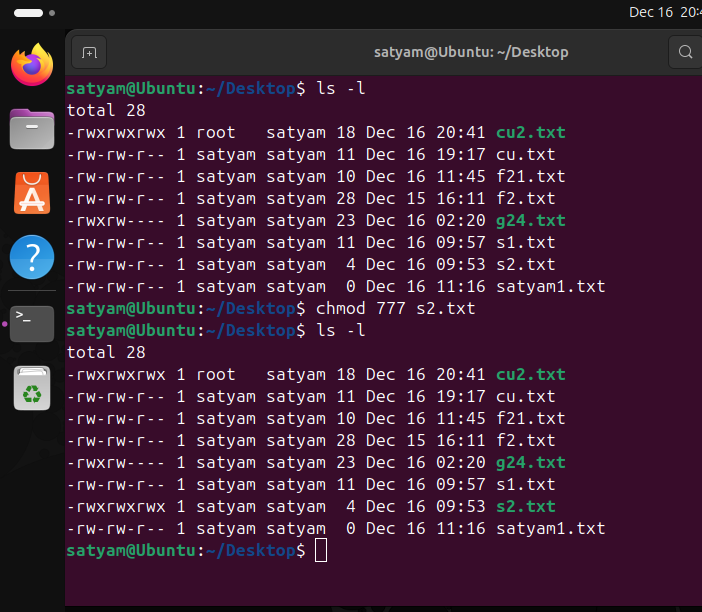 Dec 16 20:4
satyam@Ubuntu: ~/Desktop
satyam@Ubuntu:~/Desktop$ ls -l
total 28
-rwxrwxrwx 1 root   satyam 18 Dec 16 20:41 cu2.txt
-rw-rw-r-- 1 satyam satyam 11 Dec 16 19:17 cu.txt
-rw-rw-r-- 1 satyam satyam 10 Dec 16 11:45 f21.txt
-rw-rw-r-- 1 satyam satyam 28 Dec 15 16:11 f2.txt
-rwxrw---- 1 satyam satyam 23 Dec 16 02:20 g24.txt
-rw-rw-r-- 1 satyam satyam 11 Dec 16 09:57 s1.txt
-rw-rw-r-- 1 satyam satyam  4 Dec 16 09:53 s2.txt
-rw-rw-r-- 1 satyam satyam  0 Dec 16 11:16 satyam1.txt
satyam@Ubuntu:~/Desktop$ chmod 777 s2.txt
satyam@Ubuntu:~/Desktop$ ls -l
total 28
-rwxrwxrwx 1 root   satyam 18 Dec 16 20:41 cu2.txt
-rw-rw-r-- 1 satyam satyam 11 Dec 16 19:17 cu.txt
-rw-rw-r-- 1 satyam satyam 10 Dec 16 11:45 f21.txt
-rw-rw-r-- 1 satyam satyam 28 Dec 15 16:11 f2.txt
-rwxrw---- 1 satyam satyam 23 Dec 16 02:20 g24.txt
-rw-rw-r-- 1 satyam satyam 11 Dec 16 09:57 s1.txt
-rwxrwxrwx 1 satyam satyam  4 Dec 16 09:53 s2.txt
-rw-rw-r-- 1 satyam satyam  0 Dec 16 11:16 satyam1.txt
satyam@Ubuntu:~/Desktop$